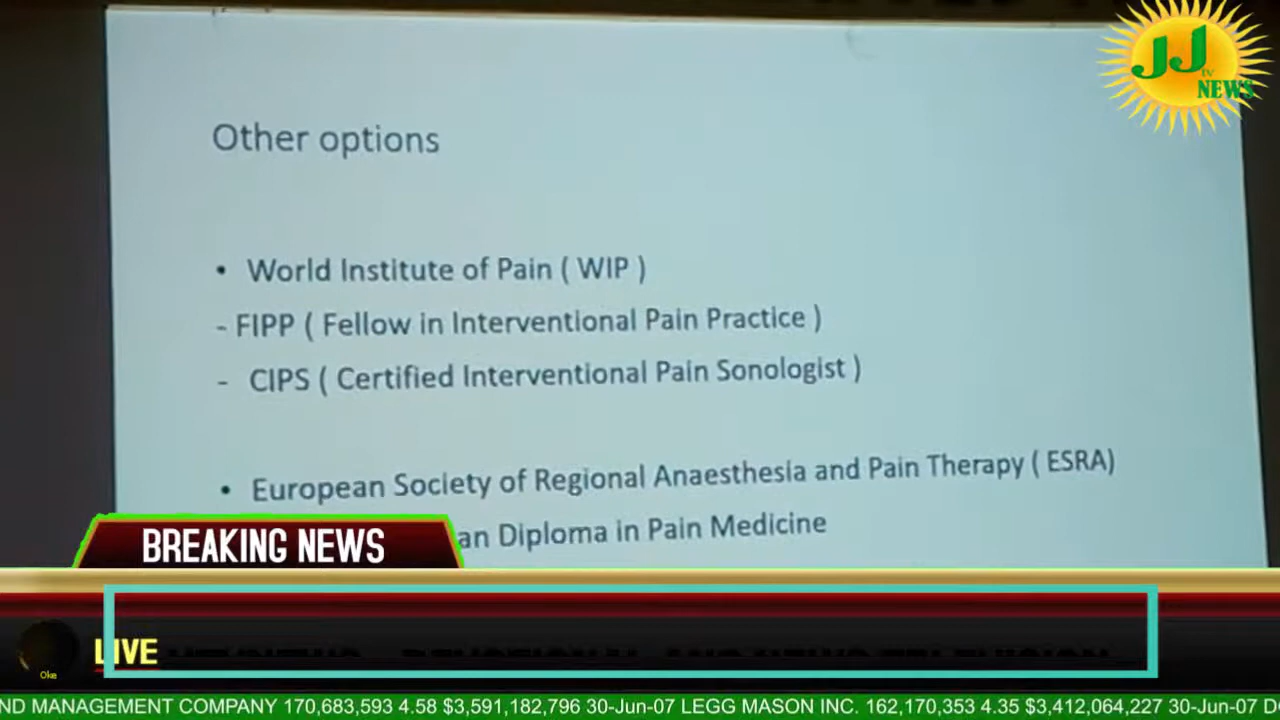 JJ
tv
NEWS
Other options
• World Institute of Pain ( WIP )
- FIPP ( Fellow in Interventional Pain Practice )
- CIPS ( Certified Interventional Pain Sonologist )
• European Society of Regional Anaesthesia and Pain Therapy ( ESRA)
an Diploma in Pain Medicine
BREAKING NEWS
LIVE
Oke
ND MANAGEMENT COMPANY 170,683,593 4.58 $3,591,182,796 30-Jun-07 LEGG MASON INC. 162,170,353 4.35 $3,412,064,227 30-Jun-07 D